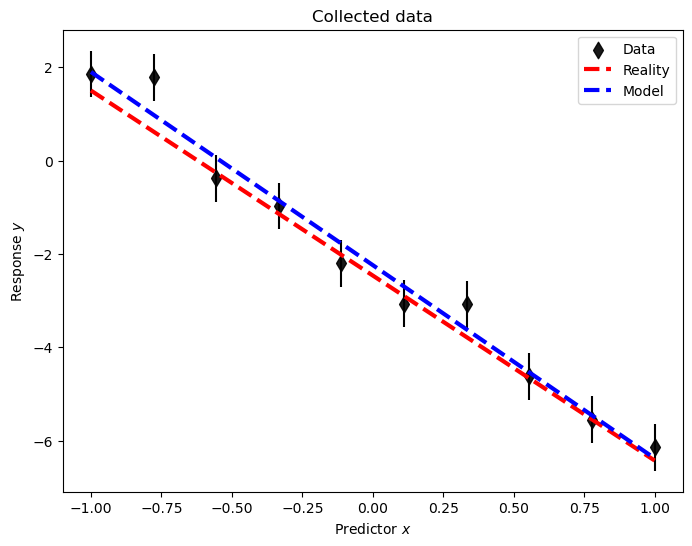 Collected data
Data
Reality
Model
2
0
−2
−4
−6
Response y
−1.00 −0.75 −0.50 −0.25 0.00 0.25 0.50 0.75 1.00
Predictor x